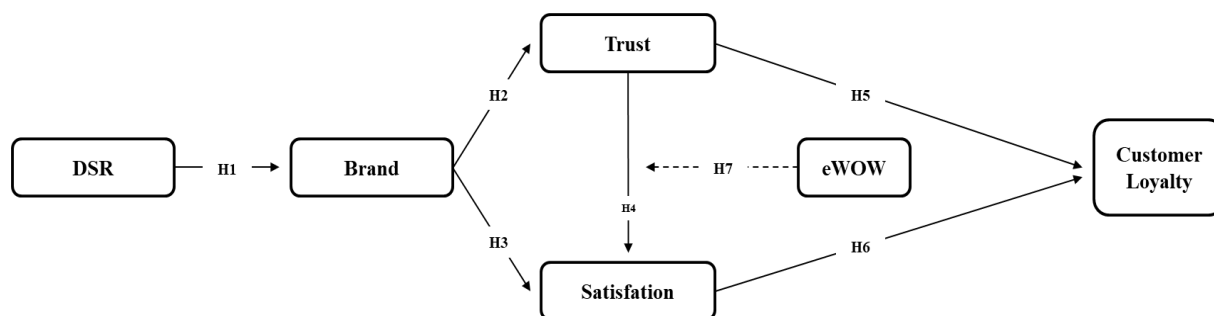 Trust
H2
H5
DSR
H1
Brand
H7
eWOW
Customer
Loyalty
H4
H3
H6
Satisfation